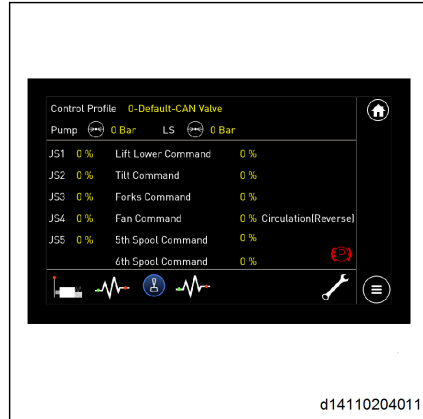 Control Profile 0-Default-CAN Valve
Pump 0 Bar LS 0 Bar
JS1 0 % Lift Lower Command 0 %
JS2 0 % Tilt Command 0 %
JS3 0 % Forks Command 0 %
JS4 0 % Fan Command 0 % Circulation(Reverse)
JS5 0 % 5th Spool Command 0 %
6th Spool Command 0 %
(P)
d14110204011